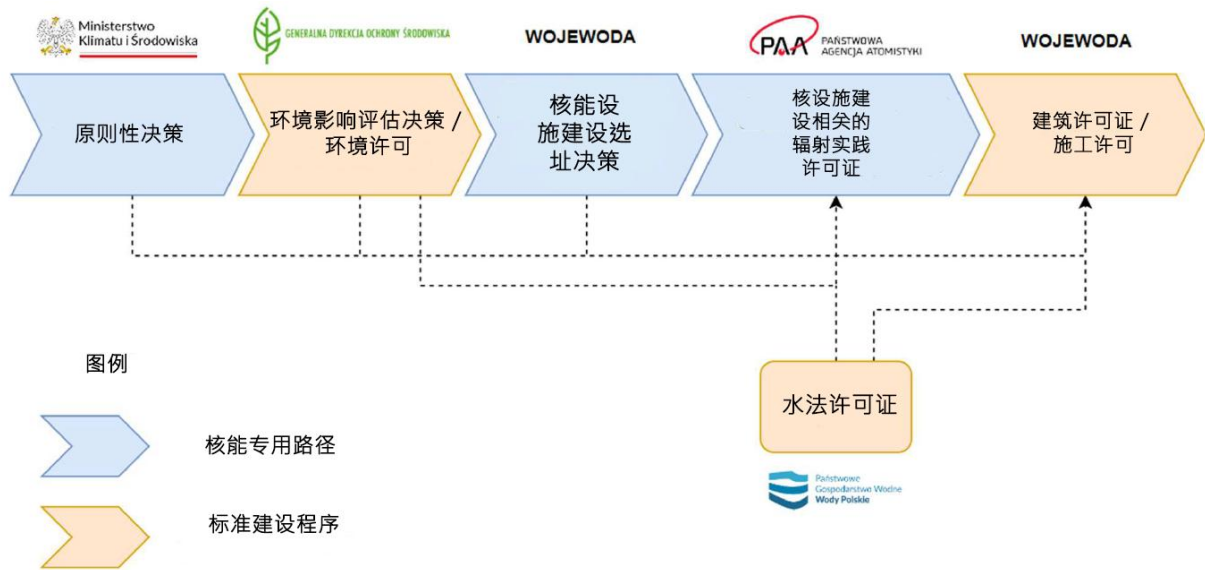 Ministerstwo
Klimatu i Środowiska
GENERALNA DYREKCJA OCHRONY ŚRODOWISKA
WOJEWODA
PAA
PAŃSTWOWA
AGENCJA ATOMISTYKI
WOJEWODA
原则性决策
环境影响评估决策 /
环境许可
核能设
施建设选
址决策
核设施建
设相关的
辐射实践
许可证
建筑许可证 /
施工许可
水法许可证
Państwowe
Gospodarstwo Wodne
Wody Polskie
图例
核能专用路径
标准建设程序